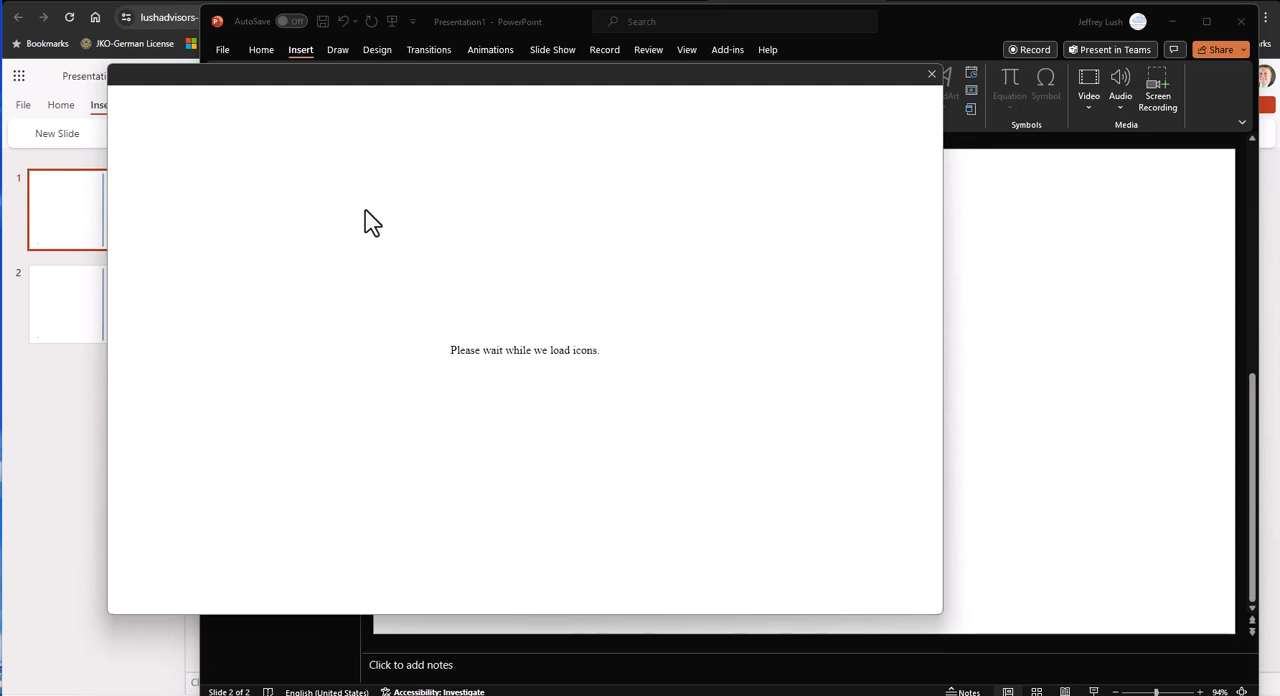 lushadvisors-
AutoSave Off Presentation1 - PowerPoint Search Jeffrey Lush
Bookmarks JKO-German License
rks
File Home Insert Draw Design Transitions Animations Slide Show Record Review View Add-ins Help Record Present in Teams Share
Presentati
File Home Inse
New Slide
Equation Symbol Video Audio Screen Recording
Symbols Media
1
2
Please wait while we load icons.
Click to add notes
Slide 2 of 2 English (United States) Accessibility: Investigate Notes 94%